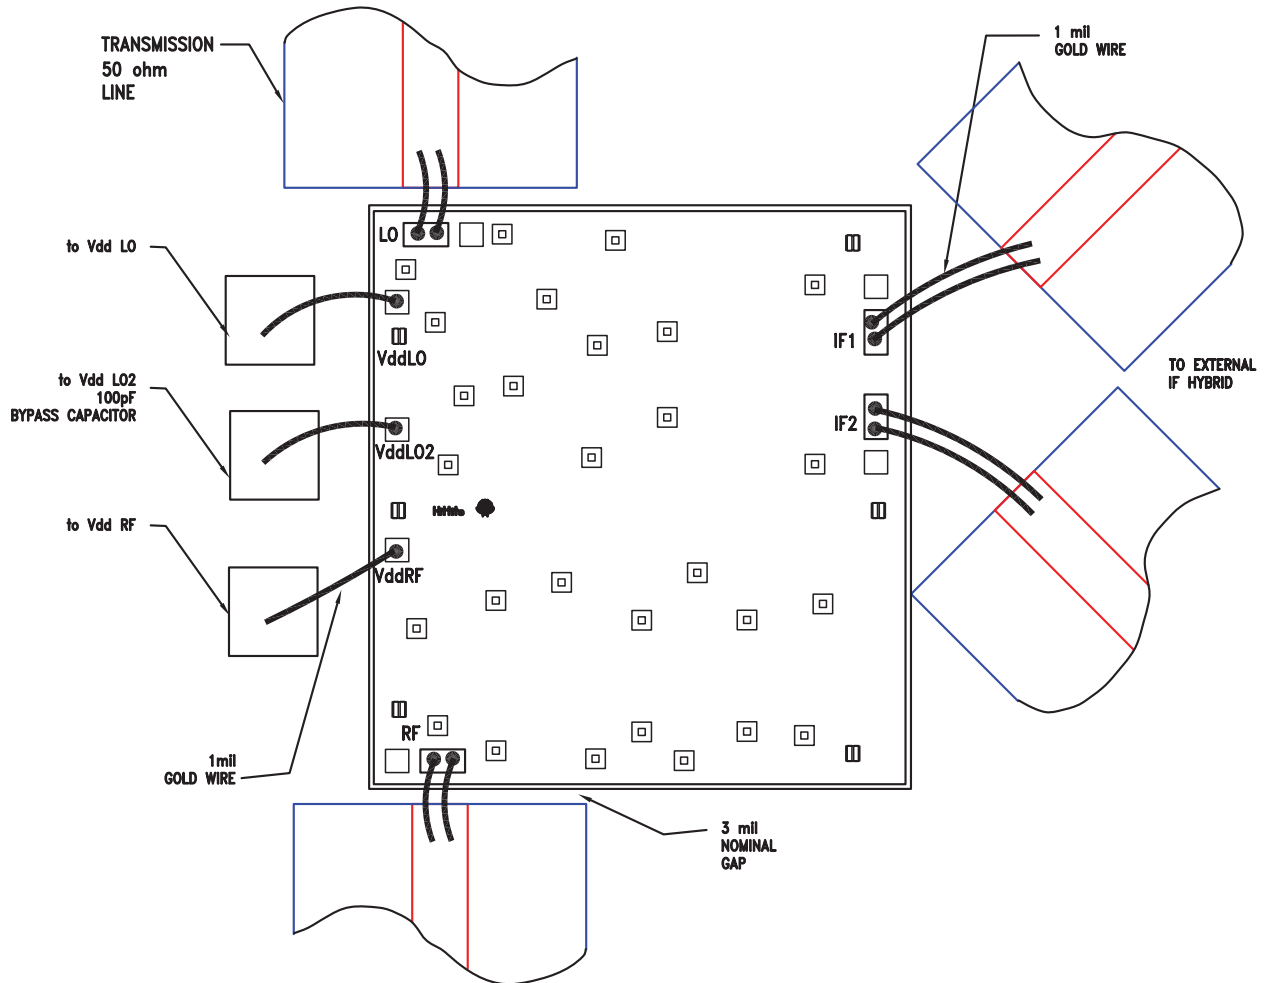 TRANSMISSION
50 ohm
LINE
1 mil
GOLD WIRE
to Vdd LO
LO
VddLO
IF1
TO EXTERNAL
IF HYBRID
to Vdd LO2
100pF
BYPASS CAPACITOR
VddLO2
IF2
to Vdd RF
VddRF
RF
1mil
GOLD WIRE
3 mil
NOMINAL
GAP